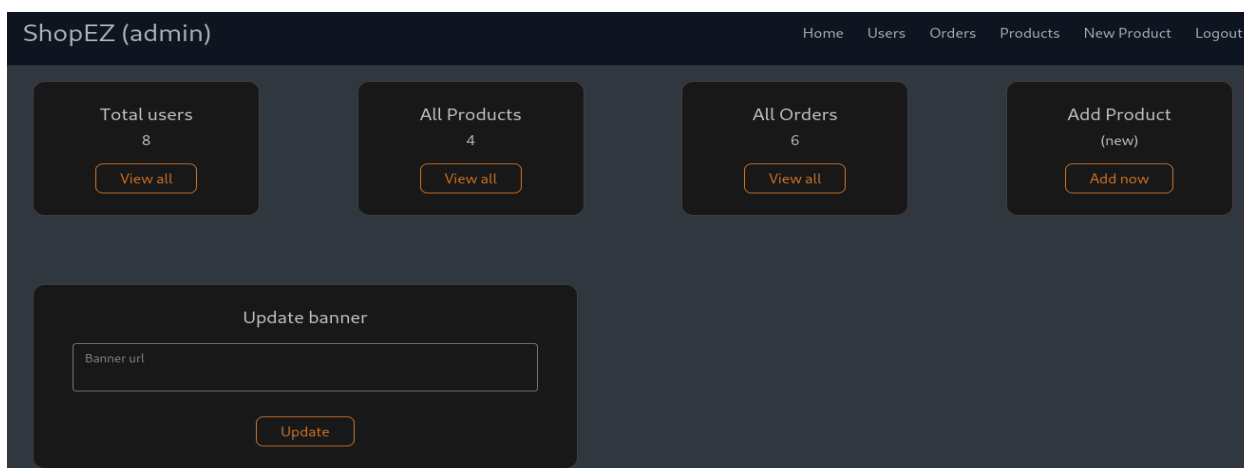 ShopEZ (admin)
Home Users Orders Products New Product Logout
Total users
8
View all
All Products
4
View all
All Orders
6
View all
Add Product
(new)
Add now
Update banner
Banner url
Update